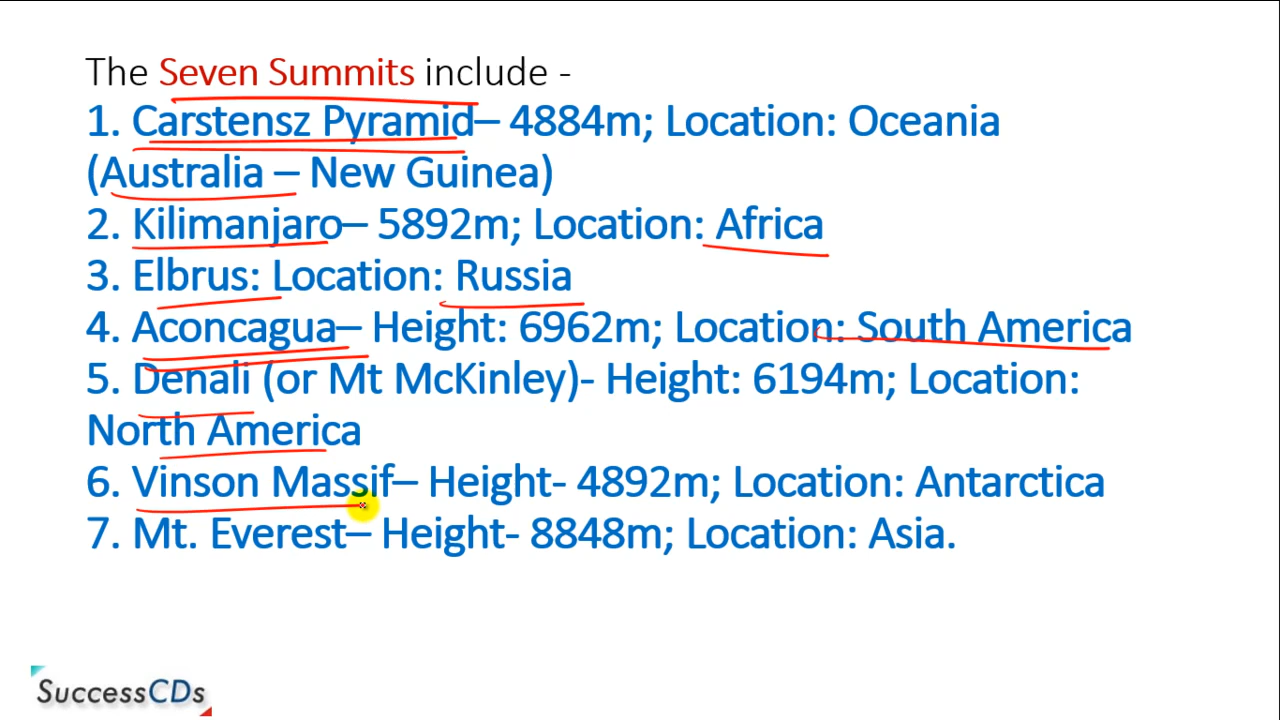 The Seven Summits include -
1. Carstensz Pyramid– 4884m; Location: Oceania
(Australia – New Guinea)
2. Kilimanjaro– 5892m; Location: Africa
3. Elbrus: Location: Russia
4. Aconcagua– Height: 6962m; Location: South America
5. Denali (or Mt McKinley)- Height: 6194m; Location:
North America
6. Vinson Massif– Height- 4892m; Location: Antarctica
7. Mt. Everest– Height- 8848m; Location: Asia.
SuccessCDs